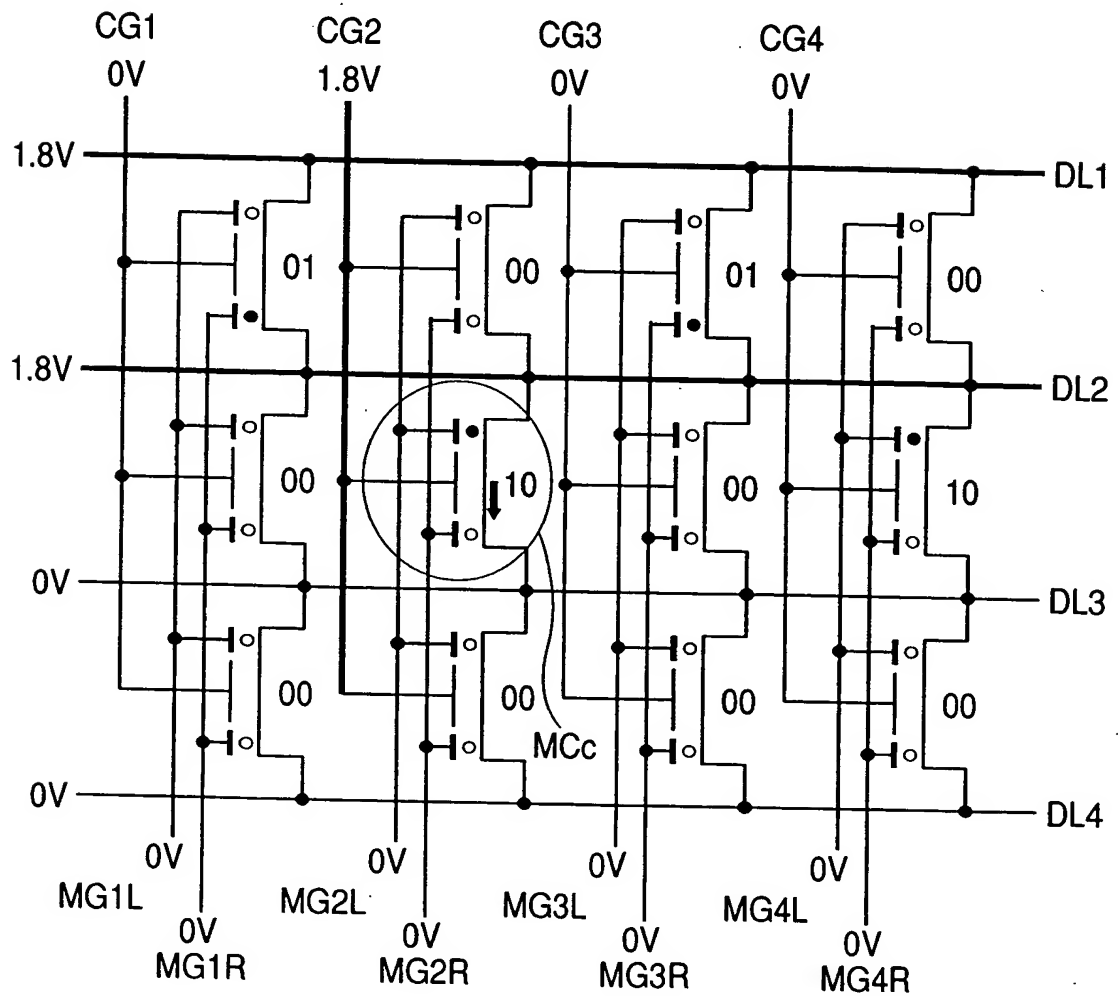 CG1 CG2 CG3 CG4
0V 1.8V 0V 0V
1.8V DL1
01 00 01 00
1.8V DL2
00 10 00 10
0V DL3
00 00 00 00
MCc
0V DL4
0V 0V 0V 0V
MG1L MG2L MG3L MG4L
0V 0V 0V 0V
MG1R MG2R MG3R MG4R